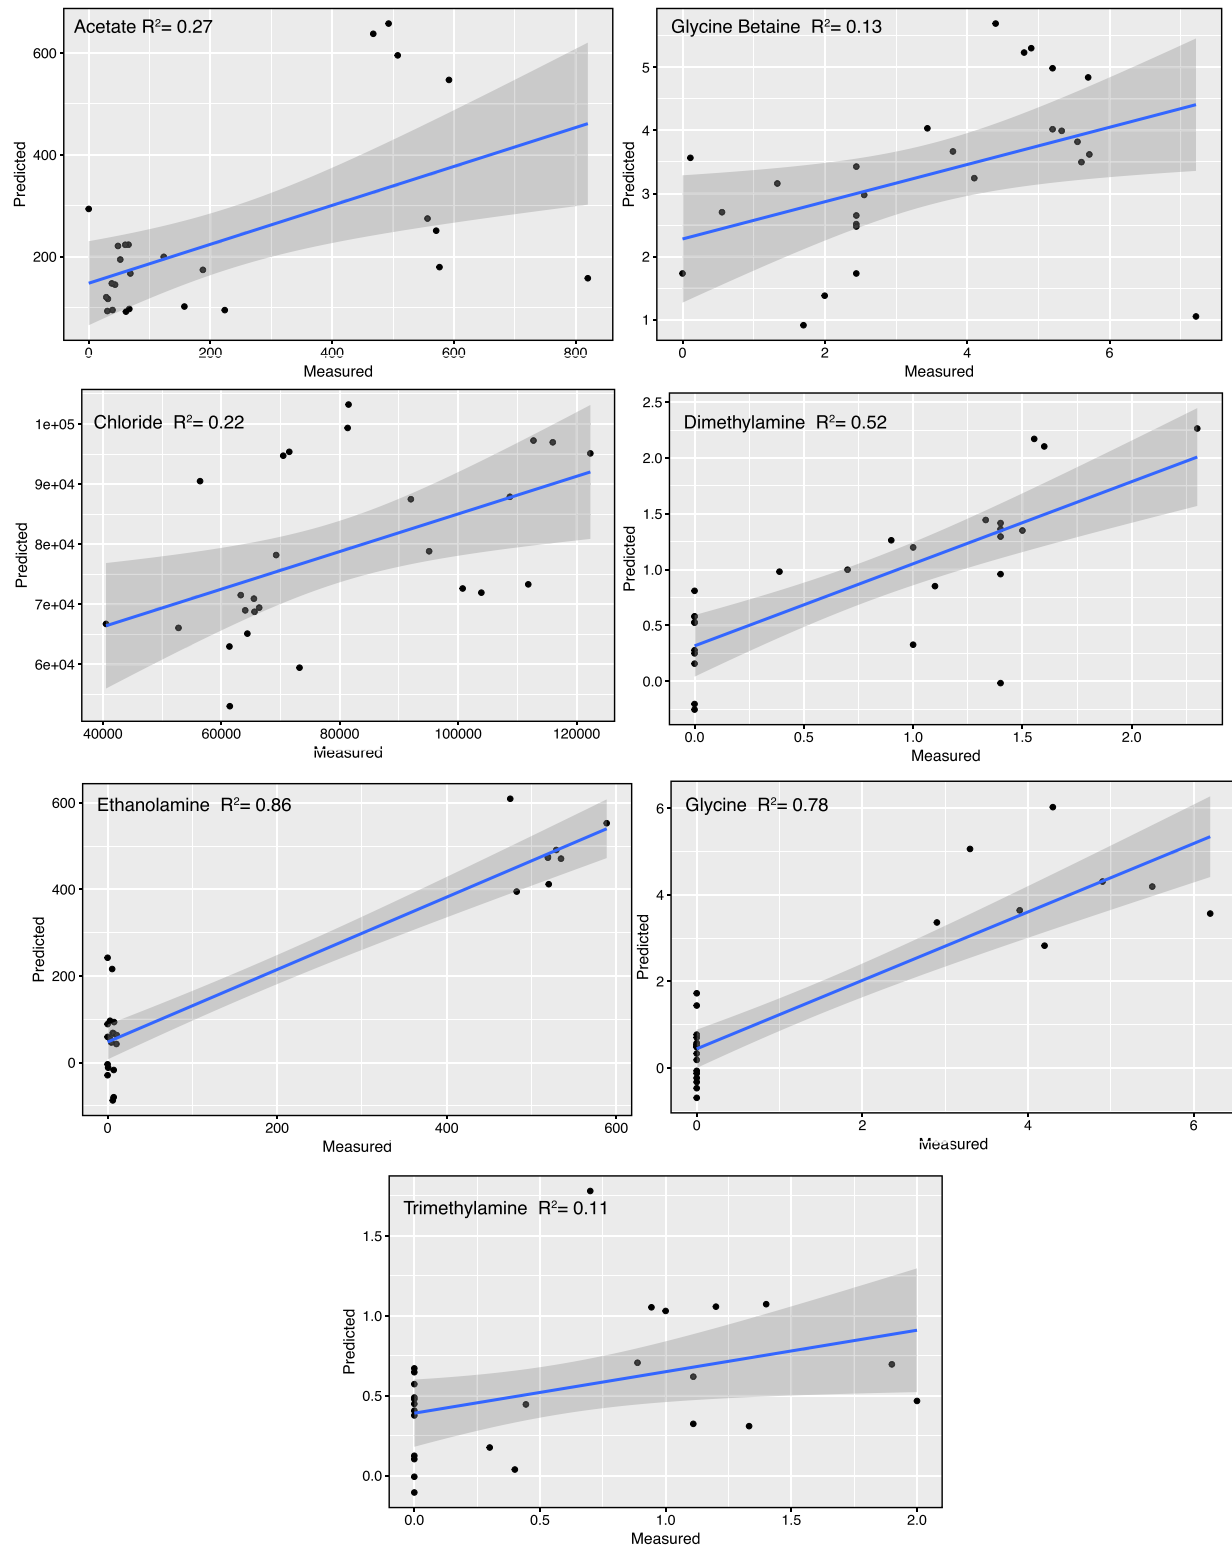 Acetate R²= 0.27
600
400
200
Predicted
0 200 400 600 800
Measured
Glycine Betaine R²= 0.13
5
4
3
2
1
Predicted
0 2 4 6
Measured
Chloride R²= 0.22
1e+05
9e+04
8e+04
7e+04
6e+04
Predicted
40000 60000 80000 100000 120000
Measured
Dimethylamine R²= 0.52
2.5
2.0
1.5
1.0
0.5
0.0
Predicted
0.0 0.5 1.0 1.5 2.0
Measured
Ethanolamine R²= 0.86
600
400
200
0
Predicted
0 200 400 600
Measured
Glycine R²= 0.78
6
4
2
0
Predicted
0 2 4 6
Measured
Trimethylamine R²= 0.11
1.5
1.0
0.5
0.0
Predicted
0.0 0.5 1.0 1.5 2.0
Measured